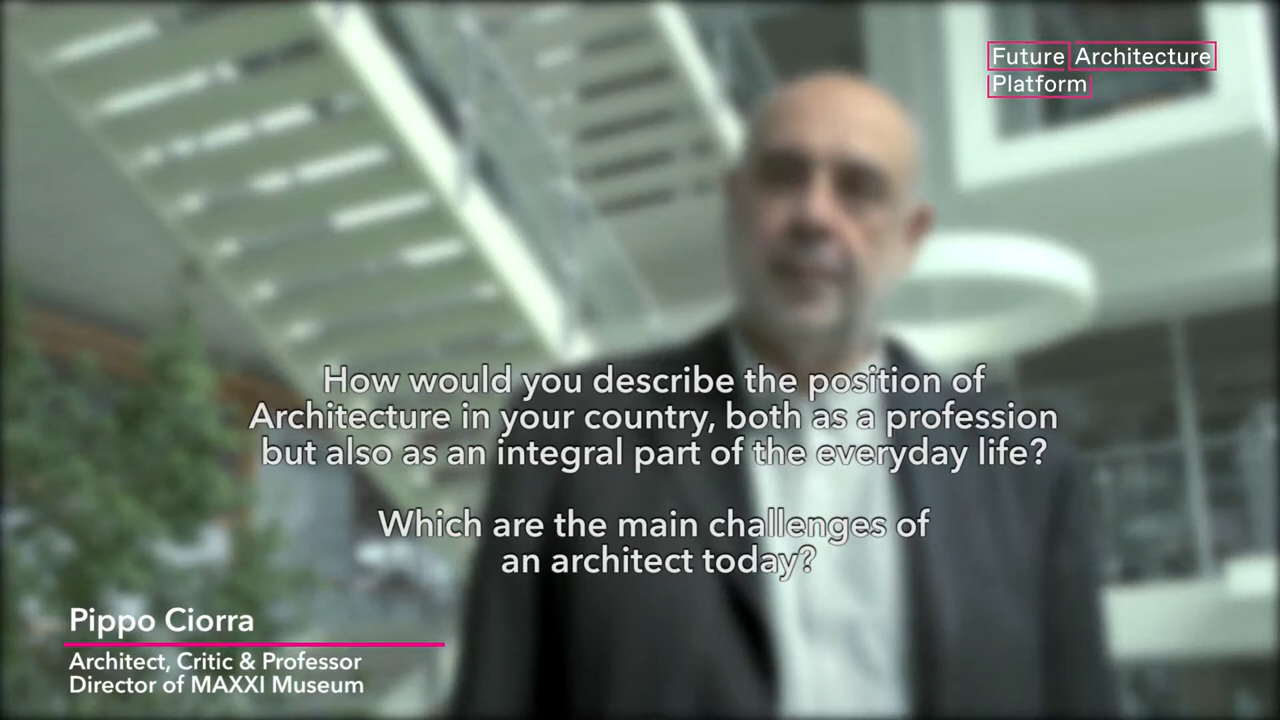 Future Architecture
Platform
How would you describe the position of
Architecture in your country, both as a profession
but also as an integral part of the everyday life?
Which are the main challenges of
an architect today?
Pippo Ciorra
Architect, Critic & Professor
Director of MAXXI Museum